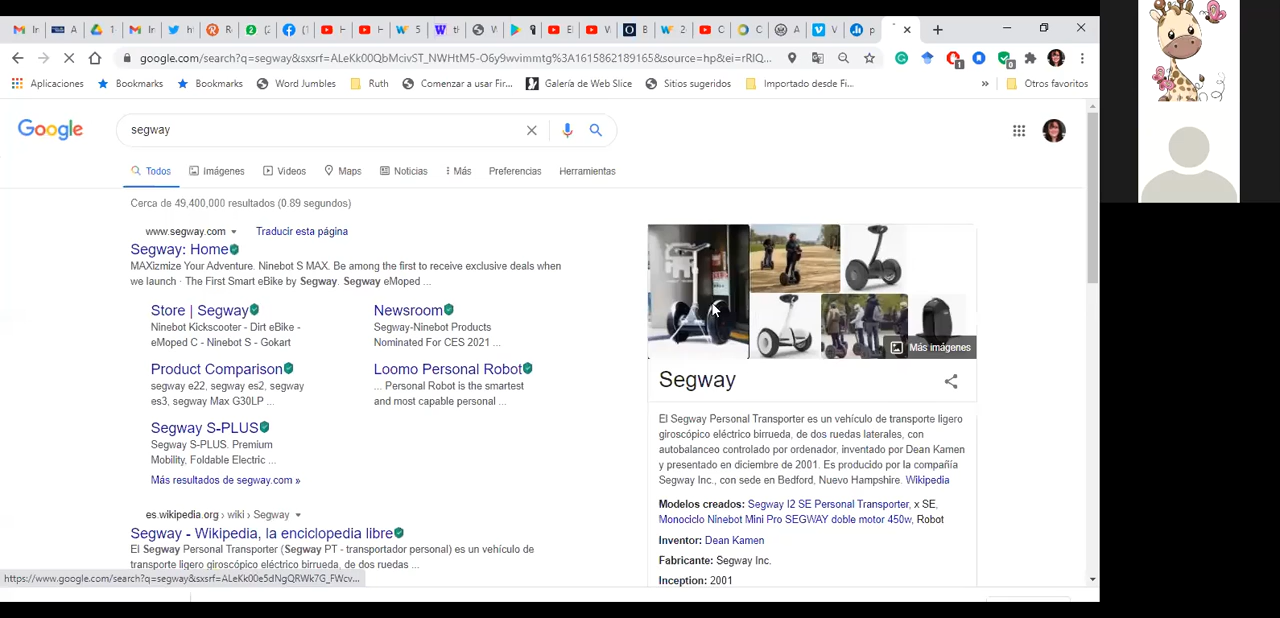 google.com/search?q=segway&sxsrf=ALeKk00QbMcivST_NWHtM5-O6y9wvimmtg%3A1615862189165&source=hp&ei=rRlQ...
Aplicaciones Bookmarks Bookmarks Word Mundes Ruth Comenzar a usar Fir... Galería de Web Slice Sitios sugeridos Importado desde Fi... » Otros favoritos
Google segway
Todos Imágenes Videos Maps Noticias Más Preferencias Herramientas
Cerca de 49,400,000 resultados (0.89 segundos)
www.segway.com Traducir esta página
Segway: Home
MAXizmize Your Adventure. Ninebot S MAX. Be among the first to receive exclusive deals when
we launch · The First Smart eBike by Segway. Segway eMoped ...
Store | Segway
Ninebot Kickscooter - Dirt eBike -
eMoped C - Ninebot S - Gokart
Newsroom
Segway-Ninebot Products
Nominated For CES 2021 ...
Product Comparison
segway e22, segway es2, segway
es3, segway Max G30LP ...
Loomo Personal Robot
... Personal Robot is the smartest
and most capable personal ...
Segway S-PLUS
Segway S-PLUS. Premium
Mobility, Foldable Electric ...
Más resultados de segway.com »
es.wikipedia.org › wiki › Segway
Segway - Wikipedia, la enciclopedia libre
El Segway Personal Transporter (Segway PT - transportador personal) es un vehículo de
transporte ligero giroscópico eléctrico birrueda, de dos ruedas ...
https://www.google.com/search?q=segway&sxsrf=ALeKk00e5dNgQRWk7G_FWcv...
Más imágenes
Segway
El Segway Personal Transporter es un vehículo de transporte ligero
giroscópico eléctrico birrueda, de dos ruedas laterales, con
autobalanceo controlado por ordenador, inventado por Dean Kamen
y presentado en diciembre de 2001. Es producido por la compañía
Segway Inc., con sede en Bedford, Nuevo Hampshire. Wikipedia
Modelos creados: Segway I2 SE Personal Transporter, x SE,
Monociclo Ninebot Mini Pro SEGWAY doble motor 450w, Robot
Inventor: Dean Kamen
Fabricante: Segway Inc.
Inception: 2001